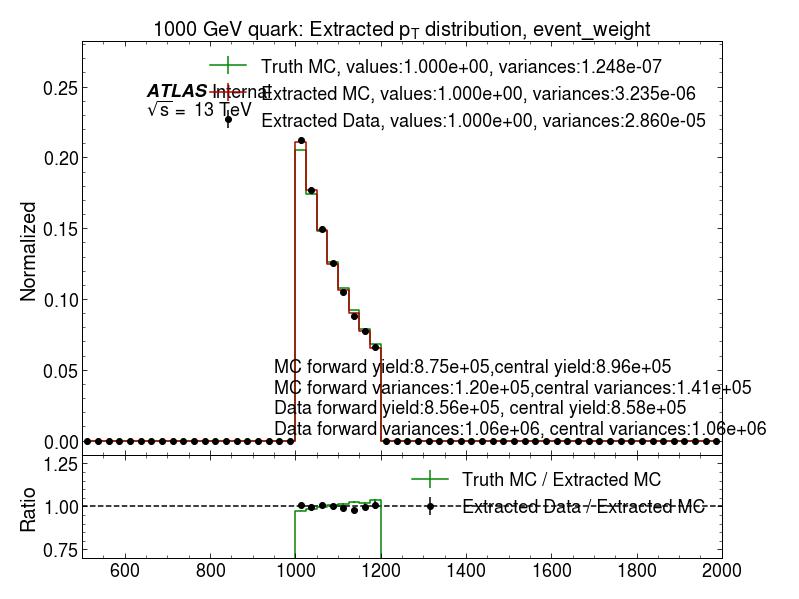 1000 GeV quark: Extracted pT distribution, event_weight
Truth MC, values:1.000e+00, variances:1.248e-07
ATLAS Internal
Extracted MC, values:1.000e+00, variances:3.235e-06
√s = 13 TeV
Extracted Data, values:1.000e+00, variances:2.860e-05
0.25
0.20
0.15
0.10
0.05
0.00
Normalized
MC forward yield:8.75e+05,central yield:8.96e+05
MC forward variances:1.20e+05,central variances:1.41e+05
Data forward yield:8.56e+05, central yield:8.58e+05
Data forward variances:1.06e+06, central variances:1.06e+06
1.25
1.00
0.75
Ratio
Truth MC / Extracted MC
Extracted Data / Extracted MC
600 800 1000 1200 1400 1600 1800 2000